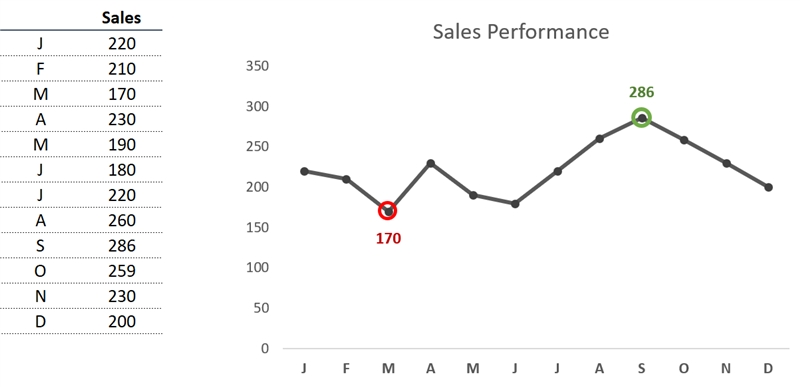 Sales
J 220
F 210
M 170
A 230
M 190
J 180
J 220
A 260
S 286
O 259
N 230
D 200
Sales Performance
350
300
250
200
150
100
50
0
286
170
J F M A M J J A S O N D